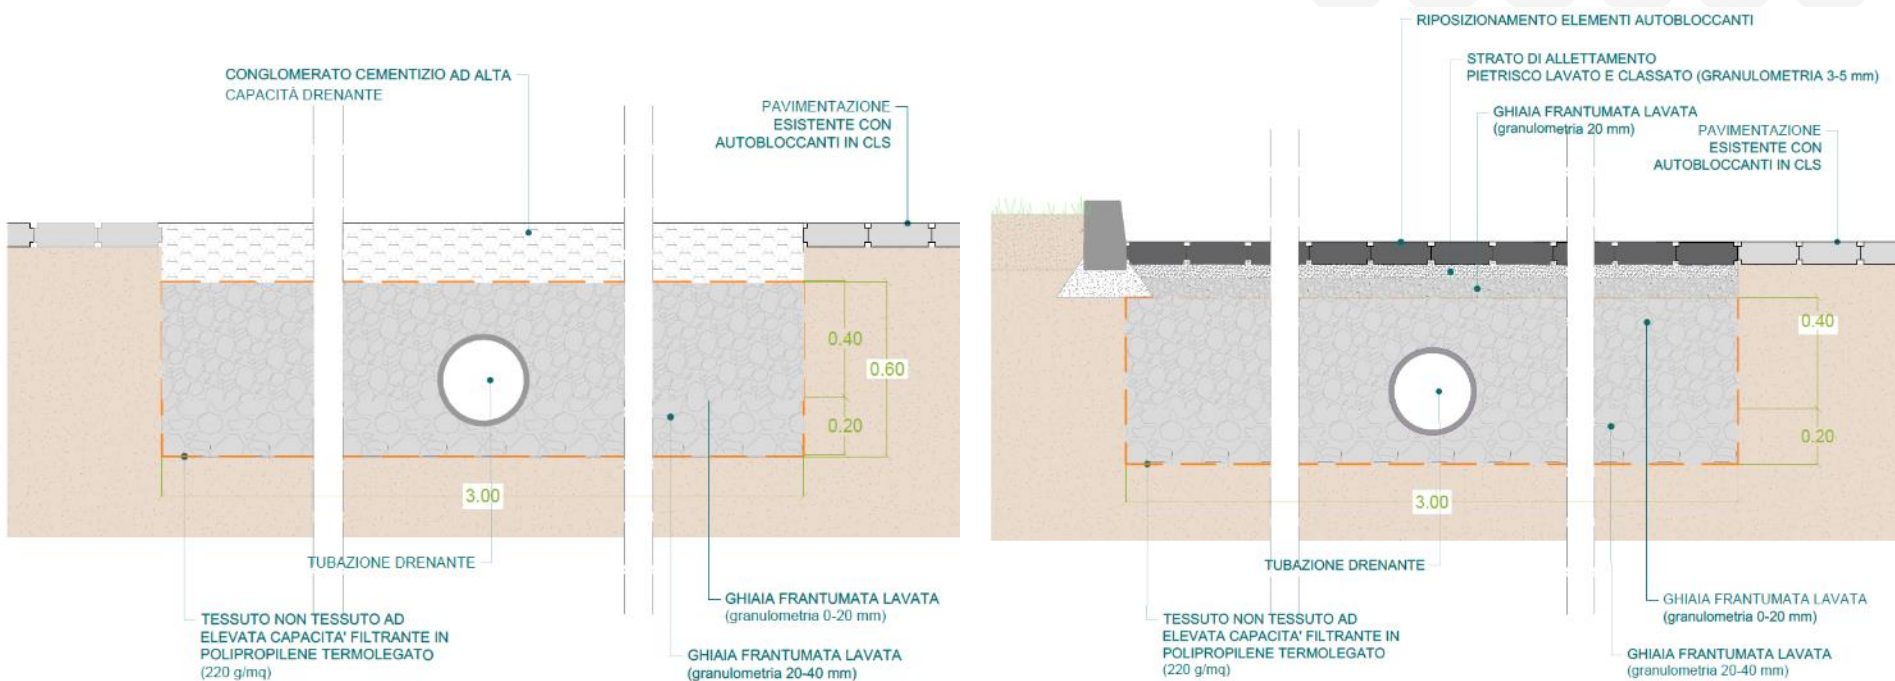 CONGLOMERATO CEMENTIZIO AD ALTA
CAPACITÀ DRENANTE
PAVIMENTAZIONE
ESISTENTE CON
AUTOBLOCCANTI IN CLS
0.40
0.60
0.20
3.00
TUBAZIONE DRENANTE
GHIAIA FRANTUMATA LAVATA
(granulometria 0-20 mm)
TESSUTO NON TESSUTO AD
ELEVATA CAPACITA' FILTRANTE IN
POLIPROPILENE TERMOLEGATO
(220 g/mq)
GHIAIA FRANTUMATA LAVATA
(granulometria 20-40 mm)
RIPOSIZIONAMENTO ELEMENTI AUTOBLOCCANTI
STRATO DI ALLETTAMENTO
PIETRISCO LAVATO E CLASSATO (GRANULOMETRIA 3-5 mm)
GHIAIA FRANTUMATA LAVATA
(granulometria 20 mm)
PAVIMENTAZIONE
ESISTENTE CON
AUTOBLOCCANTI IN CLS
0.40
0.20
3.00
TUBAZIONE DRENANTE
GHIAIA FRANTUMATA LAVATA
(granulometria 0-20 mm)
TESSUTO NON TESSUTO AD
ELEVATA CAPACITA' FILTRANTE IN
POLIPROPILENE TERMOLEGATO
(220 g/mq)
GHIAIA FRANTUMATA LAVATA
(granulometria 20-40 mm)